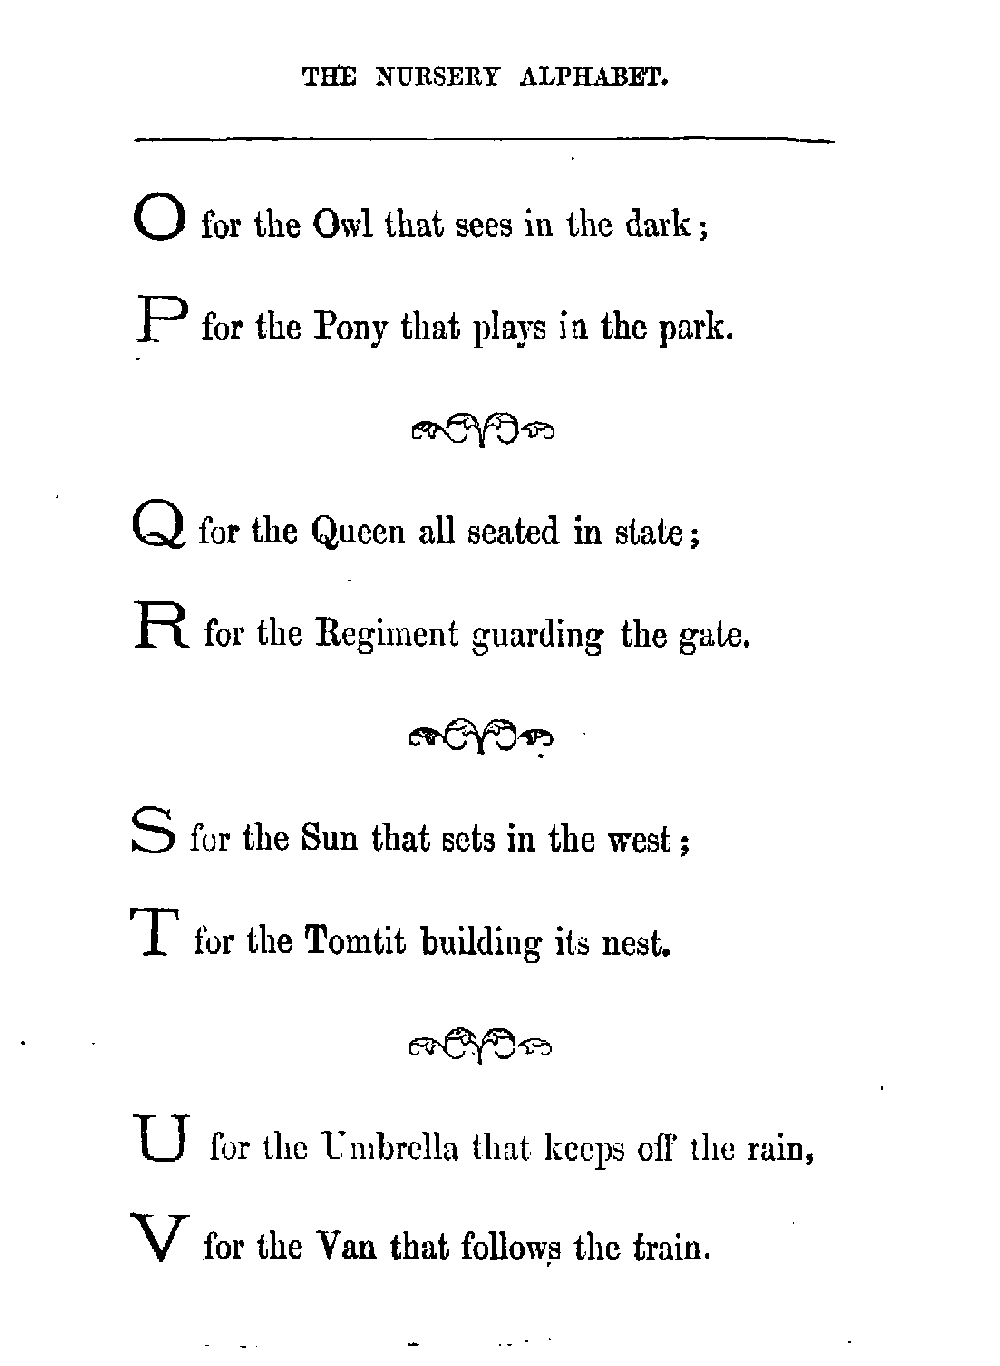 THE NURSERY ALPHABET.
O for the Owl that sees in the dark;
P for the Pony that plays in the park.
Q for the Queen all seated in state;
R for the Regiment guarding the gate.
S for the Sun that sets in the west;
T for the Tomtit building its nest.
U for the Umbrella that keeps off the rain,
V for the Van that follows the train.